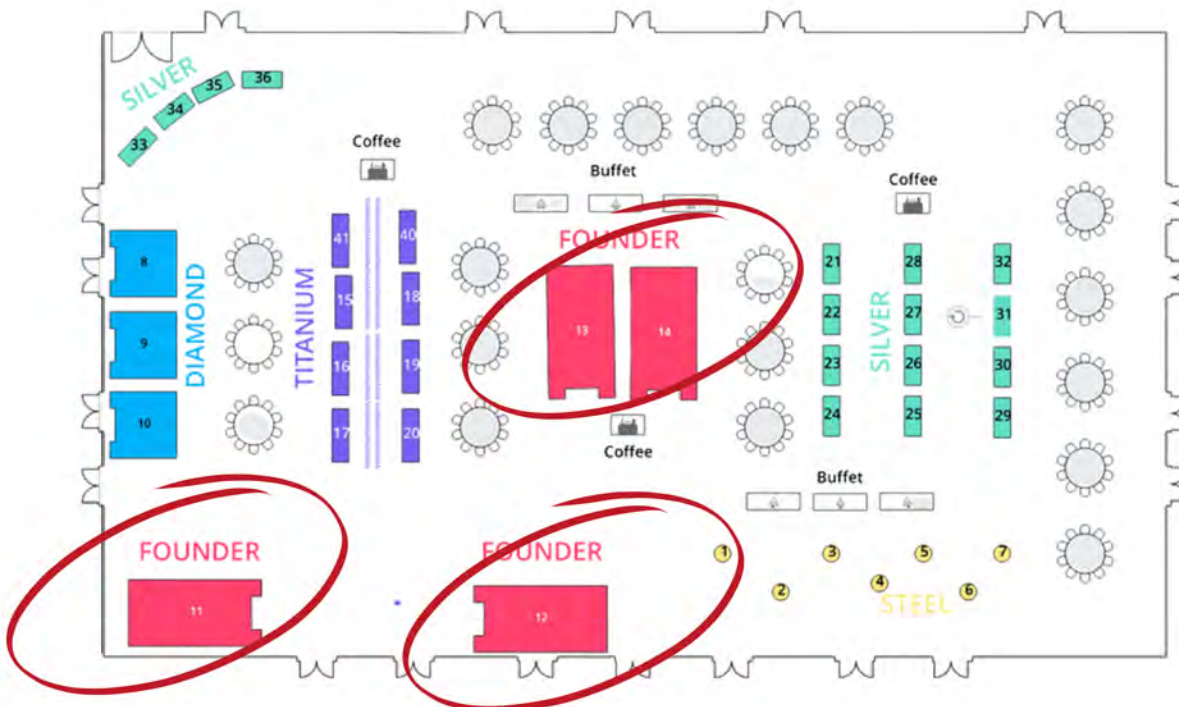 SILVER
33
34
35
36
Coffee
Buffet
Coffee
FOUNDER
8
9
10
DIAMOND
TITANIUM
41
15
16
17
40
18
19
20
13
14
Coffee
21
22
23
24
SILVER
28
27
26
25
32
31
30
29
Buffet
FOUNDER
11
FOUNDER
12
1
2
3
4
5
6
7
STEEL